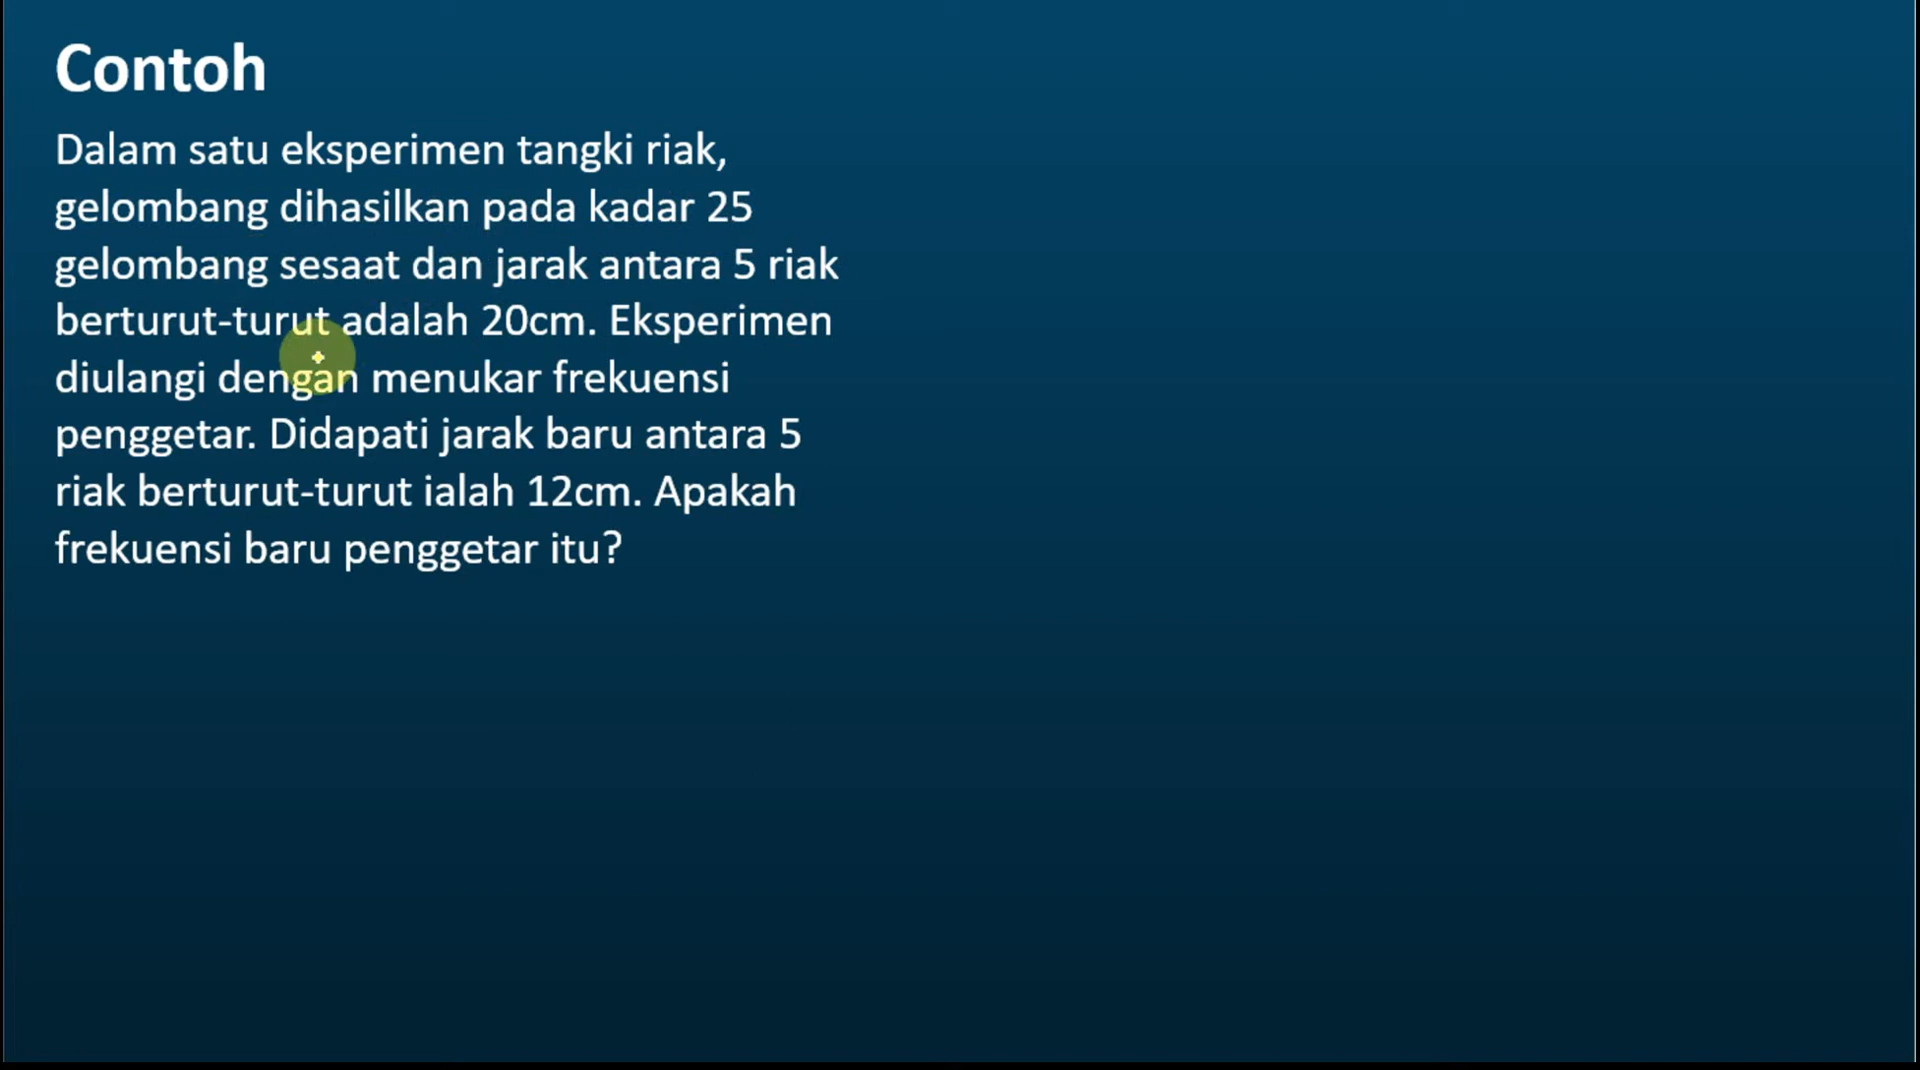 Contoh
Dalam satu eksperimen tangki riak,
gelombang dihasilkan pada kadar 25
gelombang sesaat dan jarak antara 5 riak
berturut-turut adalah 20cm. Eksperimen
diulangi dengan menukar frekuensi
penggetar. Didapati jarak baru antara 5
riak berturut-turut ialah 12cm. Apakah
frekuensi baru penggetar itu?